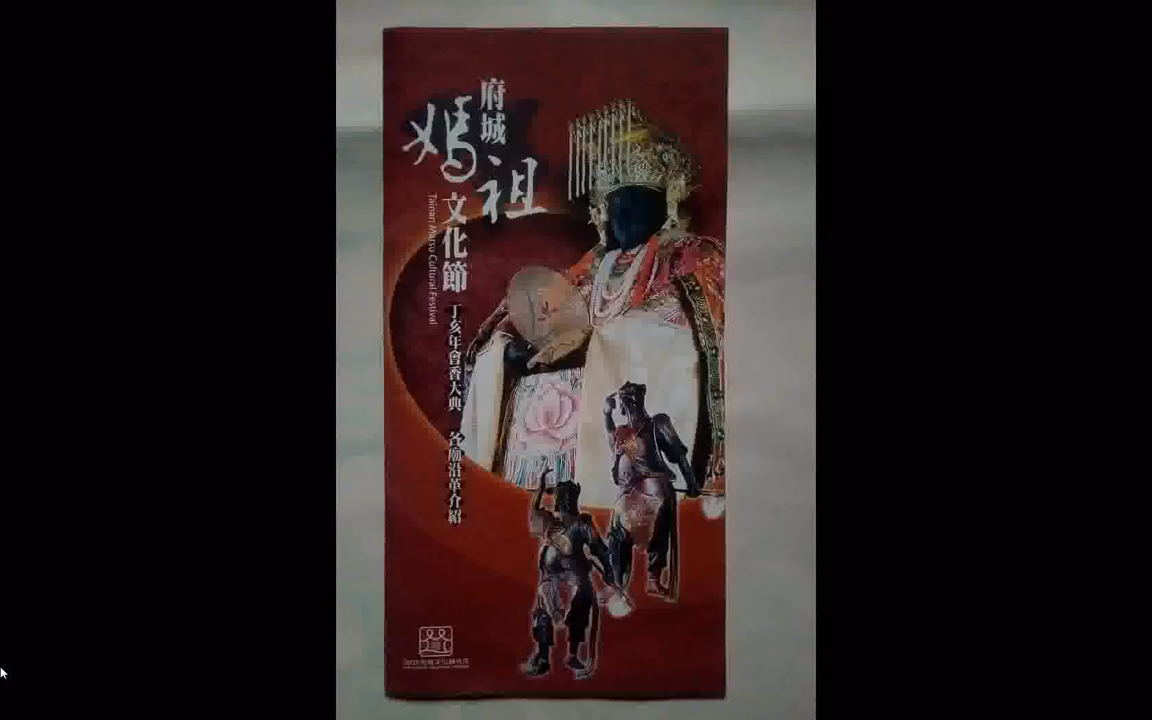 府城
媽祖
文化節
Tainan Matsu Cultural Festival
丁亥年會香大典 各廟沿革介紹